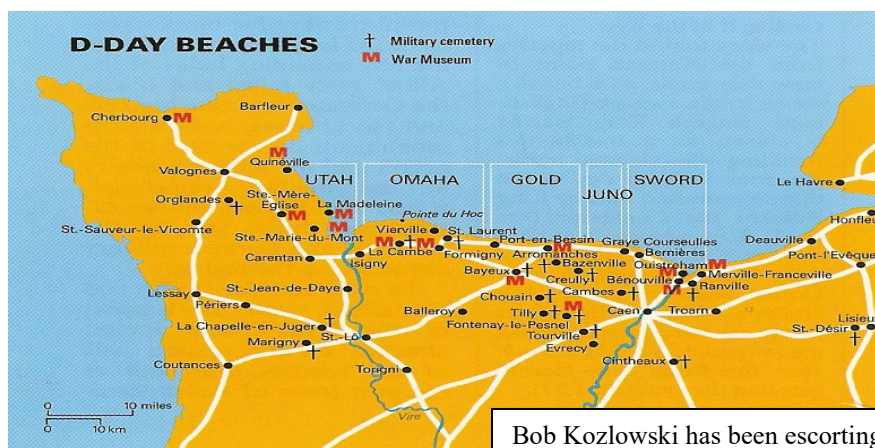 D-DAY BEACHES
† Military cemetery
M War Museum
Barfleur
Cherbourg M
M
Quinéville
Valognes
UTAH
OMAHA
GOLD
JUNO
SWORD
Le Havre
Orglandes
Ste.-Mère-
Église
M
La Madeleine
M
M
Pointe du Hoc
St.-Sauveur-le-Vicomte
Ste.-Marie-du-Mont
Vierville
St. Laurent
Port-en-Bessin
Graye Courseulles
Deauville
Honfleu
Carentan
Isigny
M
La Cambe
M
Formigny
M
Arromanches
Bernières
Ouistreham
M
Pont-l'Evêque
Bayeux
M
Bazenville
Creully
Bénouville
M
Merville-Franceville
Ranville
Lessay
St.-Jean-de-Daye
Chouain
Cambes
Périers
Balleroy
Tilly
M
Caen
Troarn
La Chapelle-en-Juger
Fontenay-le-Pesnel
Lisieu
St.-Désir
Marigny
St.-Lô
Tourville
Evrecy
Coutances
Torigni
Cintheaux
0 10 miles
0 10 km
Vire
Bob Kozlowski has been escorting